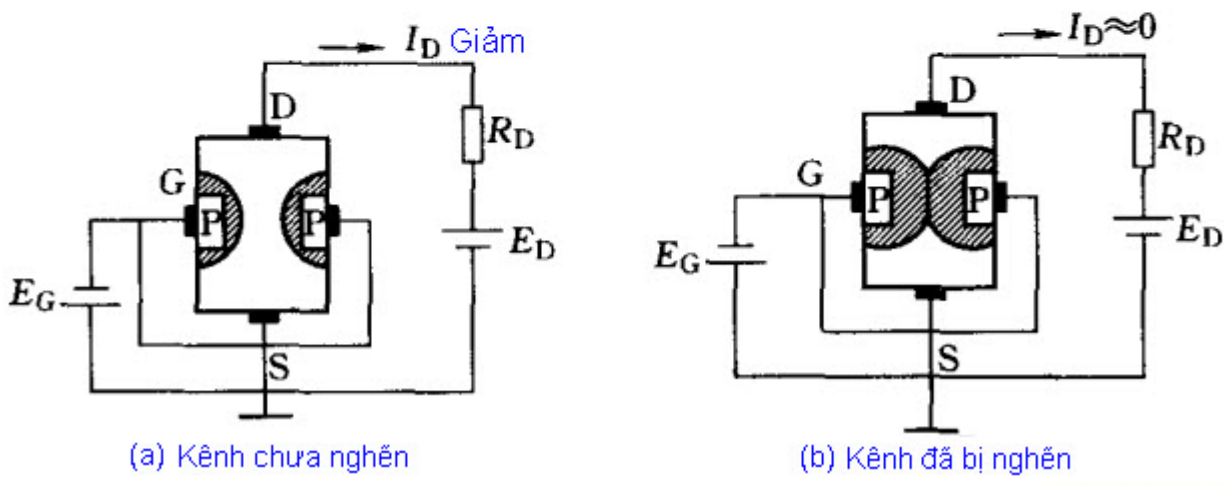 I_D Giảm
D
R_D
G
P
P
E_D
E_G
S
(a) Kênh chưa nghẽn
I_D≈0
D
R_D
G
P
P
E_D
E_G
S
(b) Kênh đã bị nghẽn